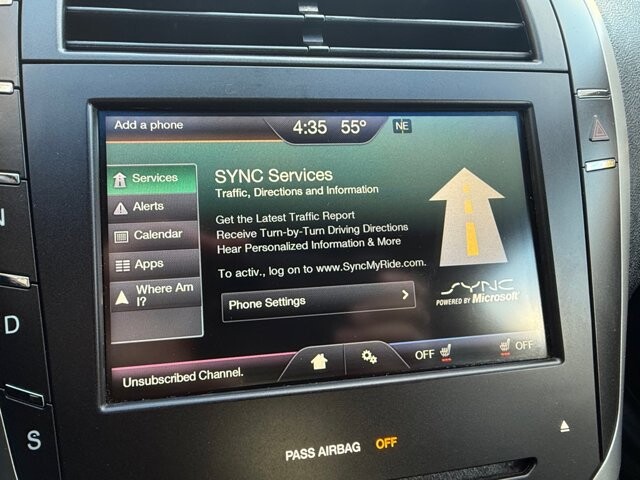 Add a phone
4:35 55° NE
Services
Alerts
Calendar
Apps
Where Am
I?
SYNC Services
Traffic, Directions and Information
Get the Latest Traffic Report
Receive Turn-by-Turn Driving Directions
Hear Personalized Information & More
To activ., log on to www.SyncMyRide.com.
Phone Settings
SYNC
POWERED BY Microsoft
Unsubscribed Channel.
OFF
OFF
N
D
S
PASS AIRBAG OFF